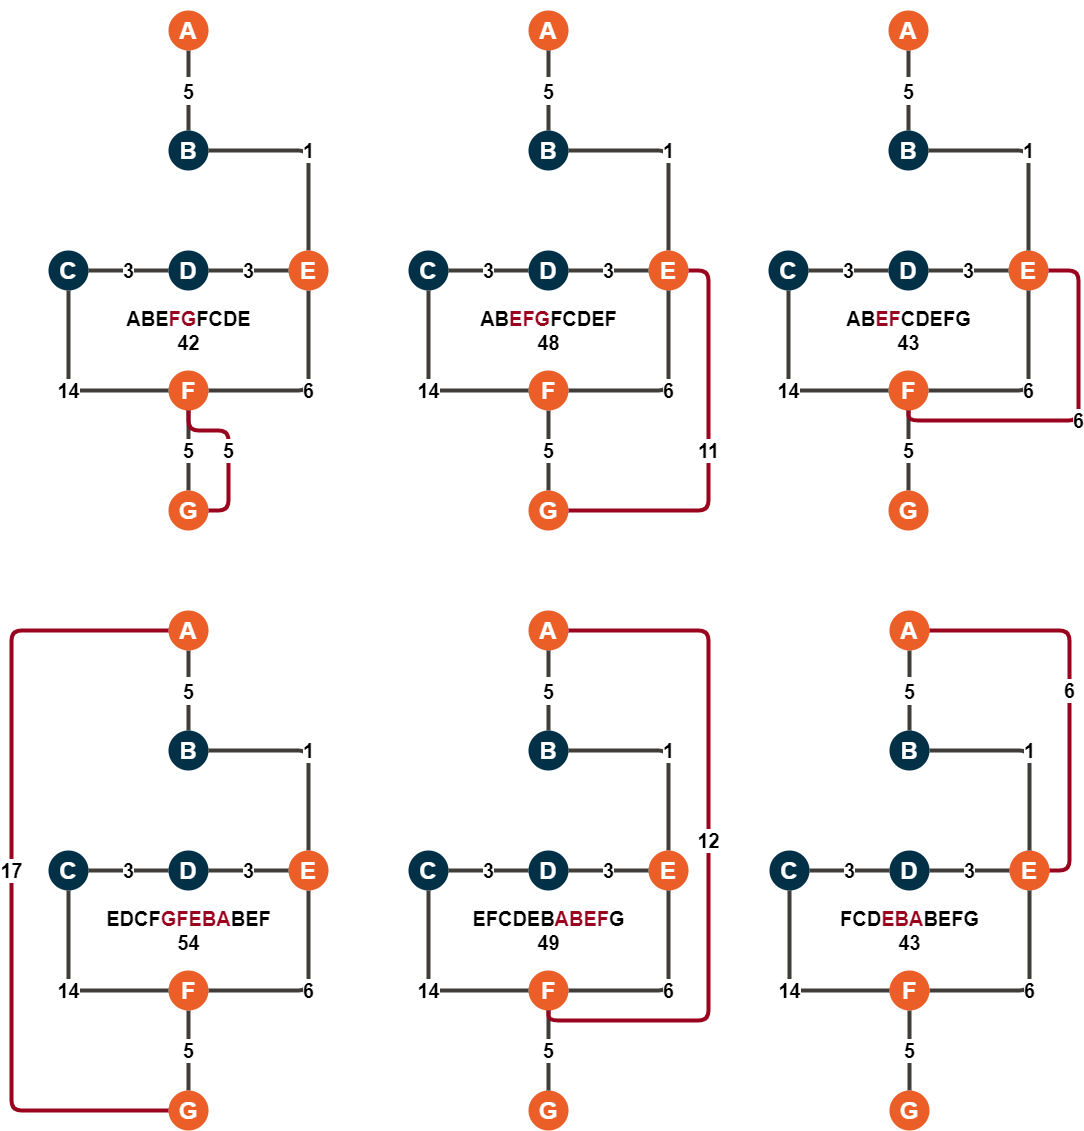 A A A
5 5 5
B 1 B 1 B 1
C 3 D 3 E C 3 D 3 E C 3 D 3 E
ABEFGFCDE ABEFGFCDEF ABEFCDEFG
42 48 43
14 F 6 14 F 6 14 F 6
6
5 5 5 11 5
G G G
A A A
5 5 5 6
B 1 B 1 B 1
12
17 C 3 D 3 E C 3 D 3 E C 3 D 3 E
EDCFGFEBABEF EFCDEBABEFG FCDEBABEFG
54 49 43
14 F 6 14 F 6 14 F 6
5 5 5
G G G